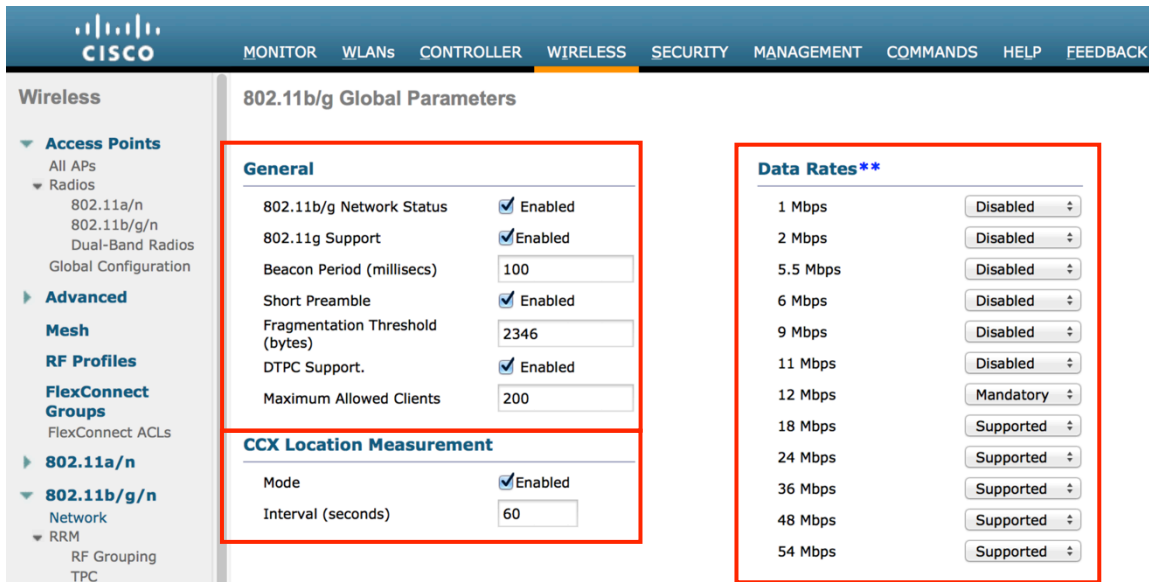 CISCO
MONITOR WLANs CONTROLLER WIRELESS SECURITY MANAGEMENT COMMANDS HELP FEEDBACK
Wireless
Access Points
All APs
Radios
802.11a/n
802.11b/g/n
Dual-Band Radios
Global Configuration
Advanced
Mesh
RF Profiles
FlexConnect
Groups
FlexConnect ACLs
802.11a/n
802.11b/g/n
Network
RRM
RF Grouping
TPC
802.11b/g Global Parameters
General
802.11b/g Network Status Enabled
802.11g Support Enabled
Beacon Period (millisecs) 100
Short Preamble Enabled
Fragmentation Threshold
(bytes) 2346
DTPC Support. Enabled
Maximum Allowed Clients 200
CCX Location Measurement
Mode Enabled
Interval (seconds) 60
Data Rates**
1 Mbps Disabled
2 Mbps Disabled
5.5 Mbps Disabled
6 Mbps Disabled
9 Mbps Disabled
11 Mbps Disabled
12 Mbps Mandatory
18 Mbps Supported
24 Mbps Supported
36 Mbps Supported
48 Mbps Supported
54 Mbps Supported